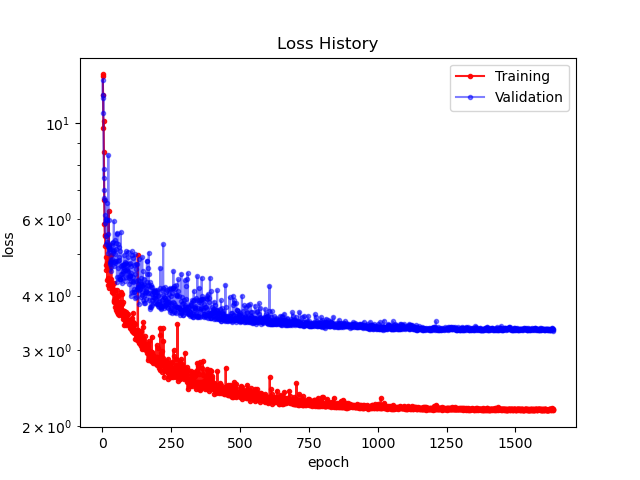 Loss History
Training
Validation
loss
10¹
6 × 10⁰
4 × 10⁰
3 × 10⁰
2 × 10⁰
0 250 500 750 1000 1250 1500
epoch